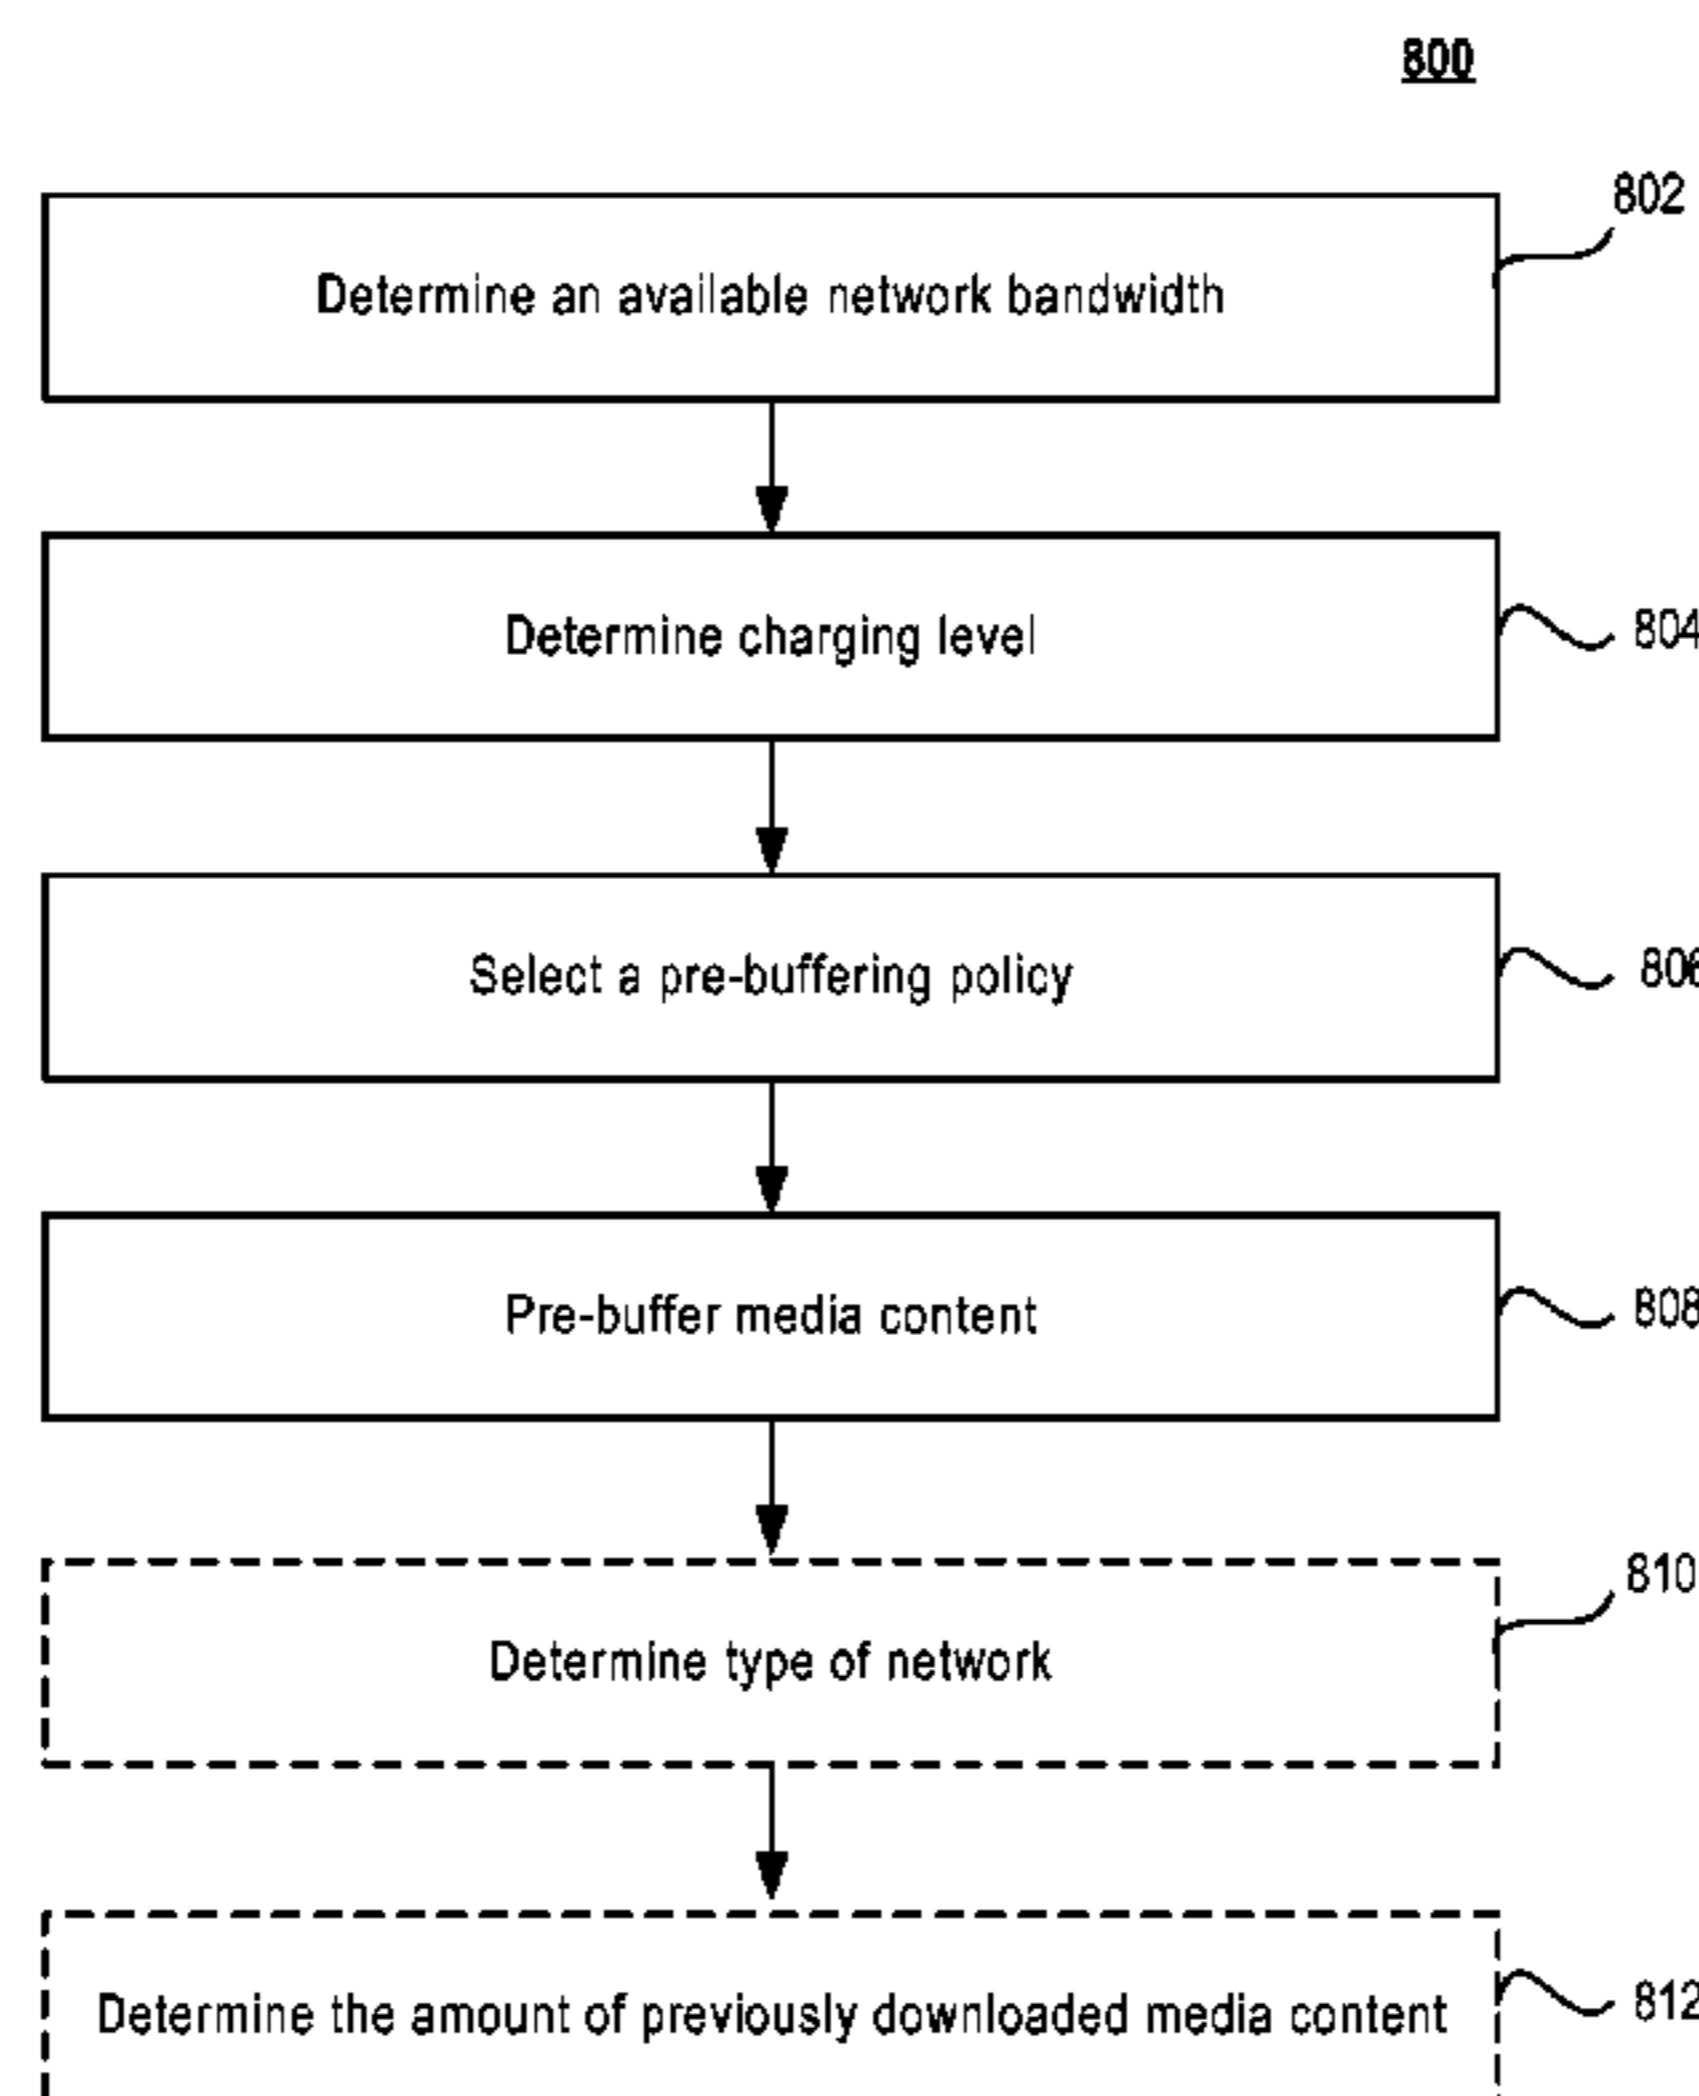 800
802
Determine an available network bandwidth
Determine charging level
804
Select a pre-buffering policy
806
Pre-buffer media content
808
810
Determine type of network
Determine the amount of previously downloaded media content
812